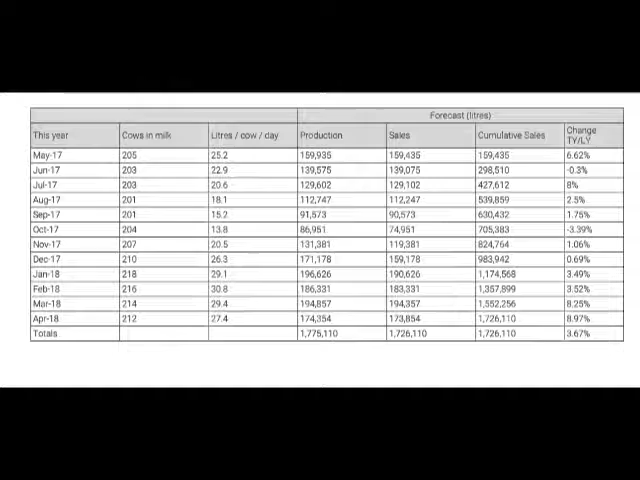 Forecast (litres)
This year Cows in milk Litres / cow / day Production Sales Cumulative Sales Change TY/LY
May-17 205 25.2 159,935 159,435 159,435 6.62%
Jun-17 203 22.9 139,575 139,075 298,510 -0.3%
Jul-17 203 20.6 129,602 129,102 427,612 8%
Aug-17 201 18.1 112,747 112,247 539,859 2.5%
Sep-17 201 15.2 91,573 90,573 630,432 1.75%
Oct-17 204 13.8 86,951 74,951 705,383 -3.39%
Nov-17 207 20.5 131,381 119,381 824,764 1.06%
Dec-17 210 26.3 171,178 159,178 983,942 0.69%
Jan-18 218 29.1 196,626 190,626 1,174,568 3.49%
Feb-18 216 30.8 186,331 183,331 1,357,899 3.52%
Mar-18 214 29.4 194,857 194,357 1,552,256 8.25%
Apr-18 212 27.4 174,354 173,854 1,726,110 8.97%
Totals 1,775,110 1,726,110 1,726,110 3.67%